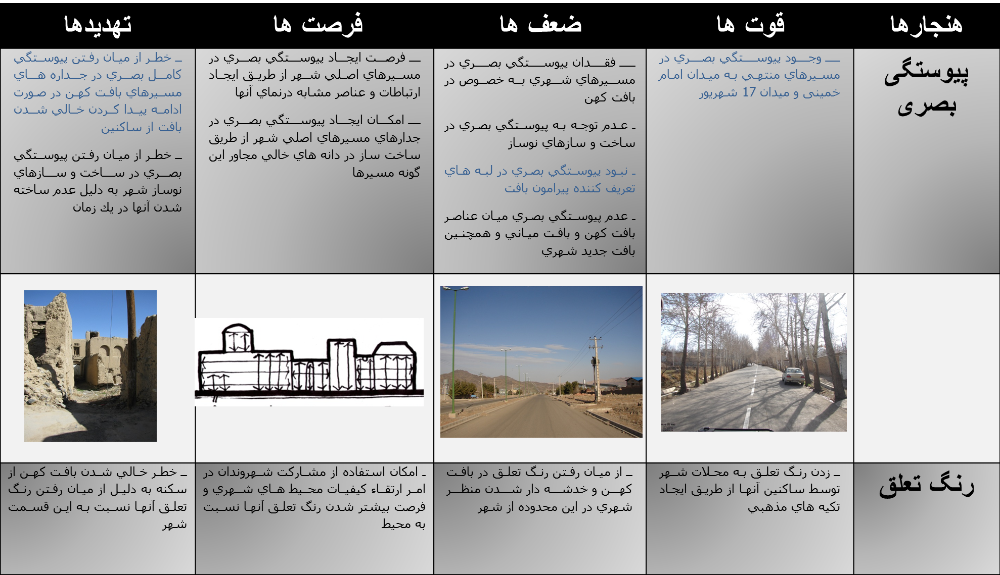 هنجارها
قوت ها
ضعف ها
فرصت ها
تهدیدها
پیوستگی
بصری
ــ وجود پيوستگي بصري در
مسيرهاي منتهي به ميدان امام
خمینی و میدان 17 شهریور
ــ فقدان پيوستگي بصري در
مسيرهاي شهري به خصوص در
بافت كهن
ـ عدم توجه به پيوستگي بصري در
ساخت و سازهاي نوساز
ـ نبود پيوستگي بصري در لبه هاي
تعريف كننده پيرامون بافت
ـ عدم پيوستگي بصري ميان عناصر
بافت كهن و بافت مياني و همچنين
بافت جديد شهري
ــ فرصت ايجاد پيوستگي بصري در
مسيرهاي اصلي شهر از طريق ايجاد
ارتباطات و عناصر مشابه درنماي آنها
ــ امكان ايجاد پيوستگي بصري در
جدارهاي مسيرهاي اصلي شهر از طريق
ساخت ساز در دانه هاي خالي مجاور اين
گونه مسيرها
ــ خطر از ميان رفتن پيوستگي
كامل بصري در جداره هاي
مسيرهاي بافت كهن در صورت
ادامه پيدا كردن خالي شدن
بافت از ساكنين
ــ خطر از ميان رفتن پيوستگي
بصري در ساخت و سازهاي
نوساز شهر به دليل عدم ساخته
شدن آنها در يك زمان
رنگ تعلق
ــ زدن رنگ تعلق به محلات شهر
توسط ساكنين آنها از طريق ايجاد
تكيه هاي مذهبي
ــ از ميان رفتن رنگ تعلق در بافت
كهن و خدشه دار شدن منظر
شهري در اين محدوده از شهر
ـ امكان استفاده از مشاركت شهروندان در
امر ارتقاء كيفيات محيط هاي شهري و
فرصت بيشتر شدن رنگ تعلق آنها نسبت
به محيط
ــ خطر خالي شدن بافت كهن از
سكنه به دليل از ميان رفتن رنگ
تعلق آنها نسبت به اين قسمت
شهر